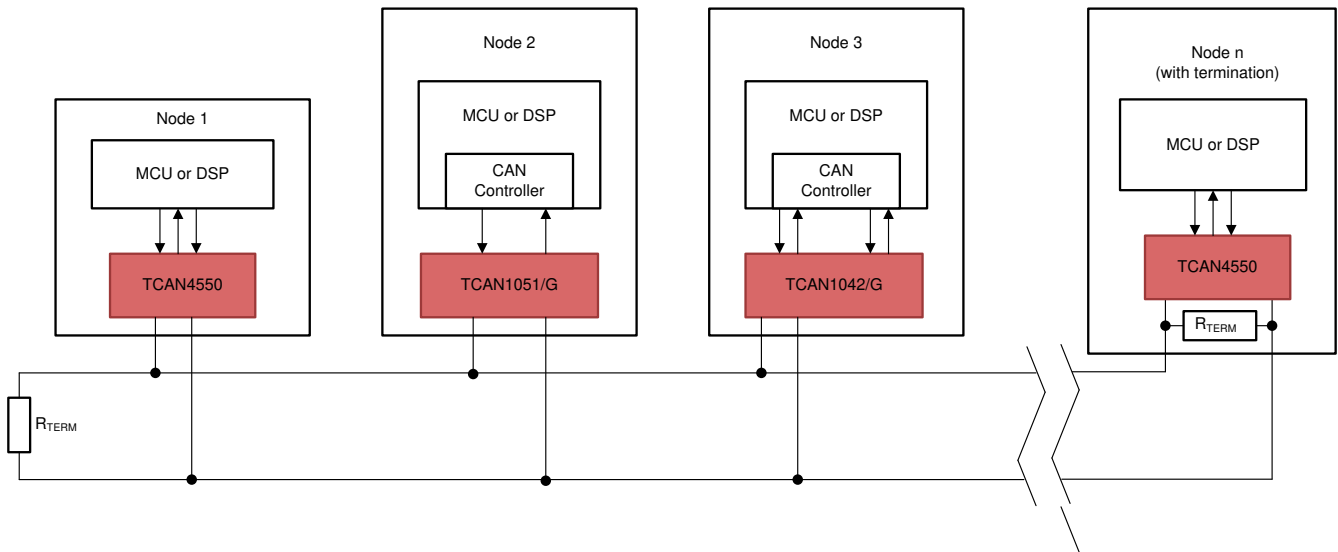 Node 1
MCU or DSP
TCAN4550
Node 2
MCU or DSP
CAN
Controller
TCAN1051/G
Node 3
MCU or DSP
CAN
Controller
TCAN1042/G
Node n
(with termination)
MCU or DSP
TCAN4550
RTERM
RTERM